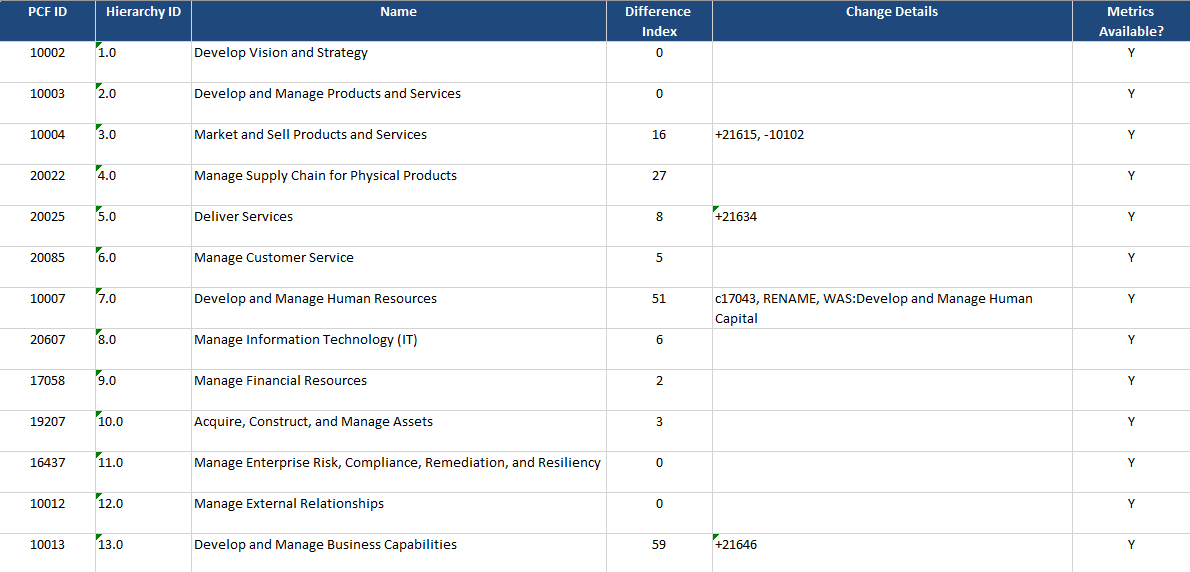 PCF ID Hierarchy ID Name Difference Index Change Details Metrics Available?
10002 1.0 Develop Vision and Strategy 0 Y
10003 2.0 Develop and Manage Products and Services 0 Y
10004 3.0 Market and Sell Products and Services 16 +21615, -10102 Y
20022 4.0 Manage Supply Chain for Physical Products 27 Y
20025 5.0 Deliver Services 8 +21634 Y
20085 6.0 Manage Customer Service 5 Y
10007 7.0 Develop and Manage Human Resources 51 c17043, RENAME, WAS:Develop and Manage Human Y
Capital
20607 8.0 Manage Information Technology (IT) 6 Y
17058 9.0 Manage Financial Resources 2 Y
19207 10.0 Acquire, Construct, and Manage Assets 3 Y
16437 11.0 Manage Enterprise Risk, Compliance, Remediation, and Resiliency 0 Y
10012 12.0 Manage External Relationships 0 Y
10013 13.0 Develop and Manage Business Capabilities 59 +21646 Y